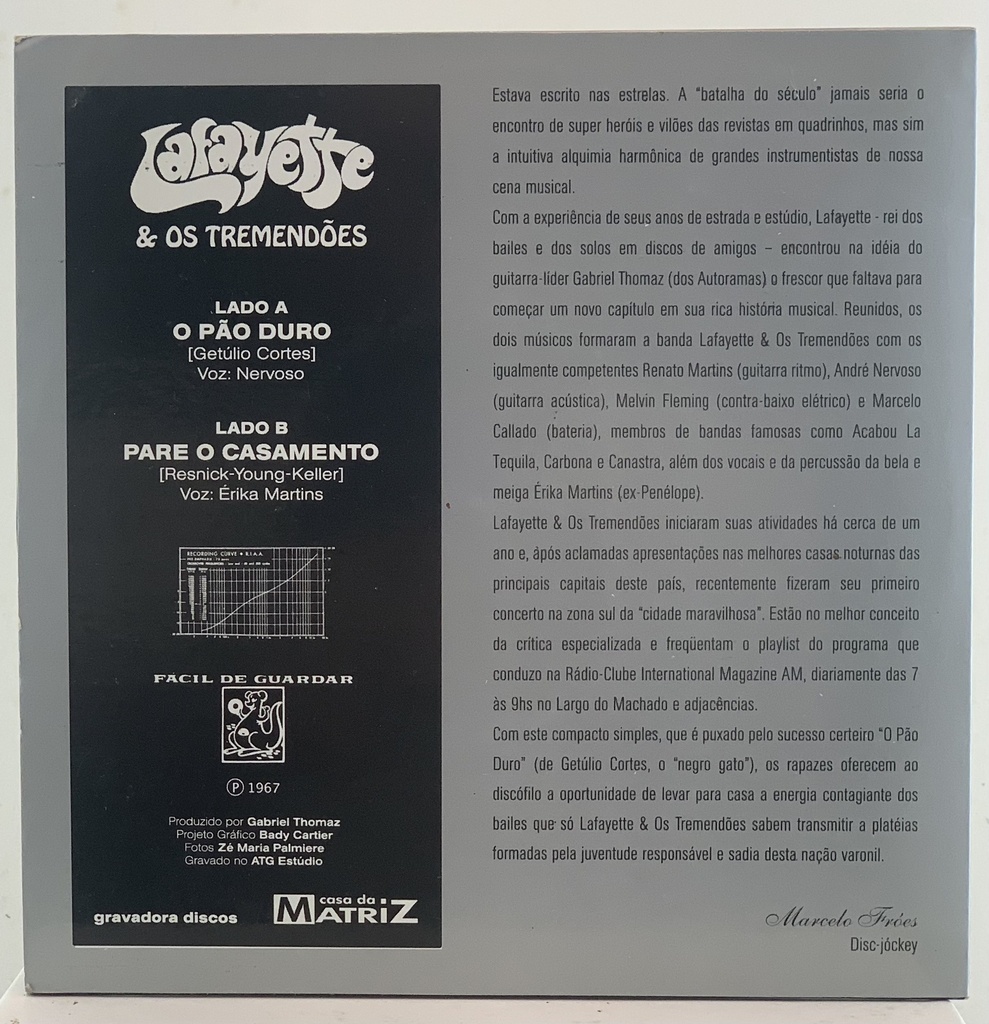 Lafayette
& OS TREMENDÕES
LADO A
O PÃO DURO
[Getúlio Cortes]
Voz: Nervoso
LADO B
PARE O CASAMENTO
[Resnick-Young-Keller]
Voz: Érika Martins
RECORDING CURVE • R.I.A.A.
FÁCIL DE GUARDAR
Ⓟ 1967
Produzido por Gabriel Thomaz
Projeto Gráfico Bady Cartier
Fotos Zé Maria Palmiere
Gravado no ATG Estúdio
gravadora discos
casa da
MATRIZ
Estava escrito nas estrelas. A "batalha do século" jamais seria o
encontro de super heróis e vilões das revistas em quadrinhos, mas sim
a intuitiva alquimia harmônica de grandes instrumentistas de nossa
cena musical.
Com a experiência de seus anos de estrada e estúdio, Lafayette - rei dos
bailes e dos solos em discos de amigos – encontrou na idéia do
guitarra-líder Gabriel Thomaz (dos Autoramas) o frescor que faltava para
começar um novo capítulo em sua rica história musical. Reunidos, os
dois músicos formaram a banda Lafayette & Os Tremendões com os
igualmente competentes Renato Martins (guitarra ritmo), André Nervoso
(guitarra acústica), Melvin Fleming (contra-baixo elétrico) e Marcelo
Callado (bateria), membros de bandas famosas como Acabou La
Tequila, Carbona e Canastra, além dos vocais e da percussão da bela e
meiga Érika Martins (ex-Penélope).
Lafayette & Os Tremendões iniciaram suas atividades há cerca de um
ano e, após aclamadas apresentações nas melhores casas noturnas das
principais capitais deste país, recentemente fizeram seu primeiro
concerto na zona sul da "cidade maravilhosa". Estão no melhor conceito
da crítica especializada e freqüentam o playlist do programa que
conduzo na Rádio-Clube International Magazine AM, diariamente das 7
às 9hs no Largo do Machado e adjacências.
Com este compacto simples, que é puxado pelo sucesso certeiro "O Pão
Duro" (de Getúlio Cortes, o "negro gato"), os rapazes oferecem ao
discófilo a oportunidade de levar para casa a energia contagiante dos
bailes que só Lafayette & Os Tremendões sabem transmitir a platéias
formadas pela juventude responsável e sadia desta nação varonil.
Marcelo Fróes
Disc-jóckey